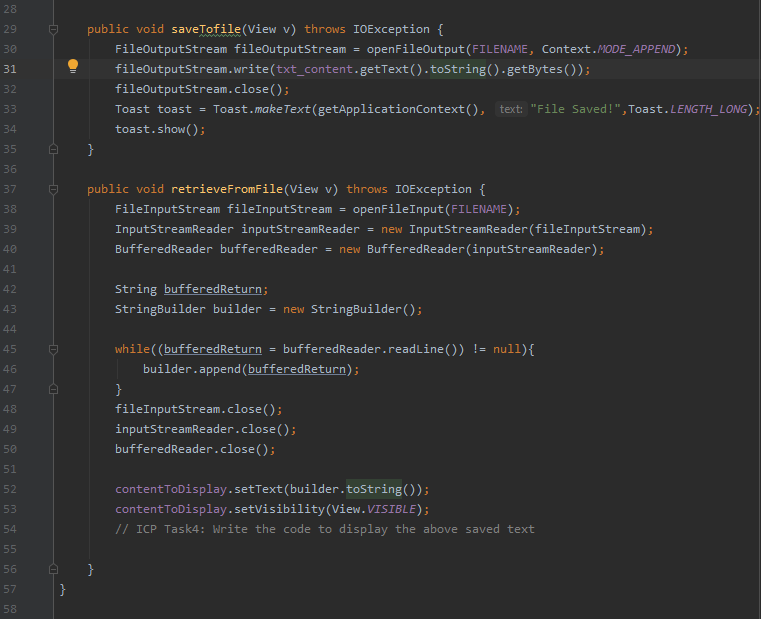 28
29 public void saveTofile(View v) throws IOException {
30 FileOutputStream fileOutputStream = openFileOutput(FILENAME, Context.MODE_APPEND);
31 fileOutputStream.write(txt_content.getText().toString().getBytes());
32 fileOutputStream.close();
33 Toast toast = Toast.makeText(getApplicationContext(), text: "File Saved!",Toast.LENGTH_LONG);
34 toast.show();
35 }
36
37 public void retrieveFromFile(View v) throws IOException {
38 FileInputStream fileInputStream = openFileInput(FILENAME);
39 InputStreamReader inputStreamReader = new InputStreamReader(fileInputStream);
40 BufferedReader bufferedReader = new BufferedReader(inputStreamReader);
41
42 String bufferedReturn;
43 StringBuilder builder = new StringBuilder();
44
45 while((bufferedReturn = bufferedReader.readLine()) != null){
46 builder.append(bufferedReturn);
47 }
48 fileInputStream.close();
49 inputStreamReader.close();
50 bufferedReader.close();
51
52 contentToDisplay.setText(builder.toString());
53 contentToDisplay.setVisibility(View.VISIBLE);
54 // ICP Task4: Write the code to display the above saved text
55
56 }
57 }
58